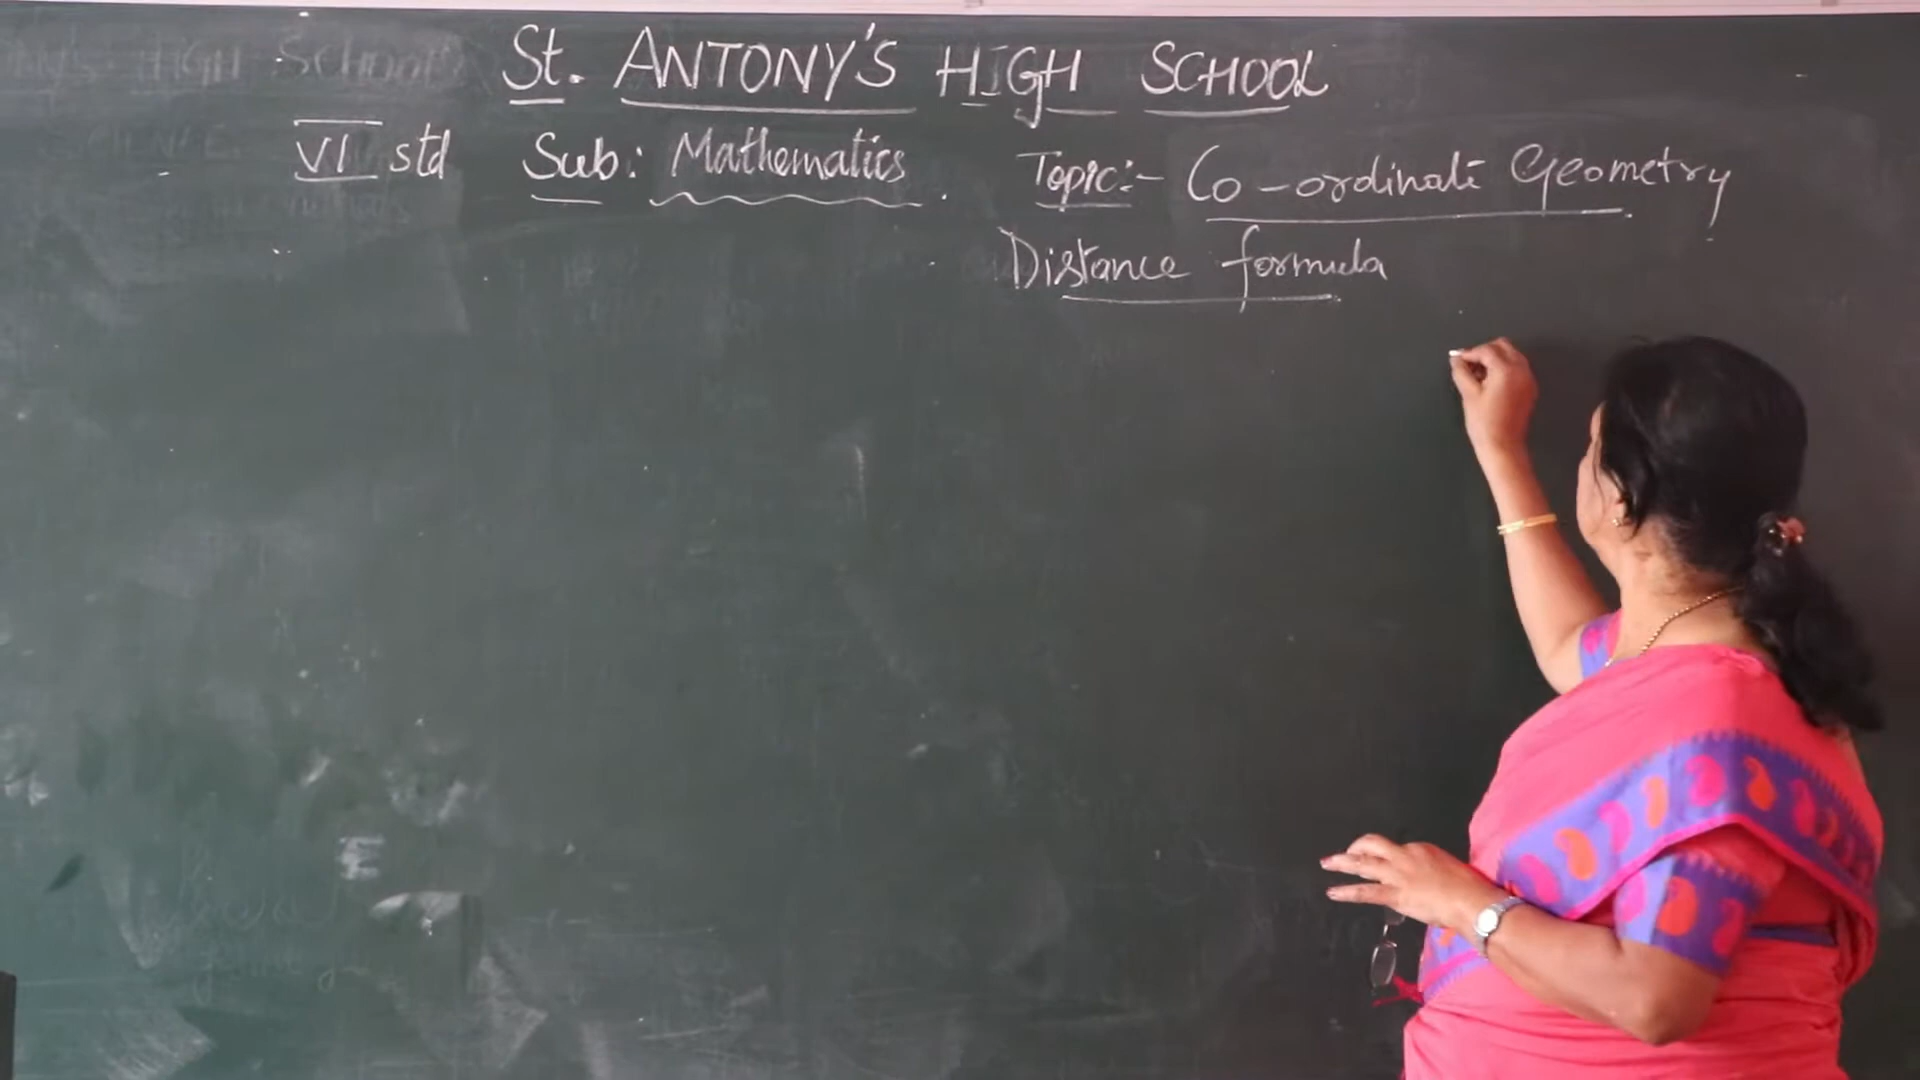 St. ANTONY'S HIGH SCHOOL
VI std Sub: Mathematics. Topic:- Co-ordinate Geometry
Distance formula